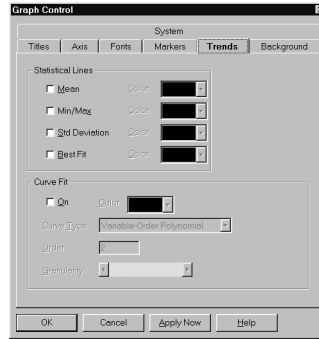 Graph Control
System
Titles Axis Fonts Markers Trends Background
Statistical Lines
Mean Color
Min/Max Color
Std Deviation Color
Best Fit Color
Curve Fit
On Color
Curve Type Variable-Order Polynomial
Order 2
Granularity
OK Cancel Apply Now Help